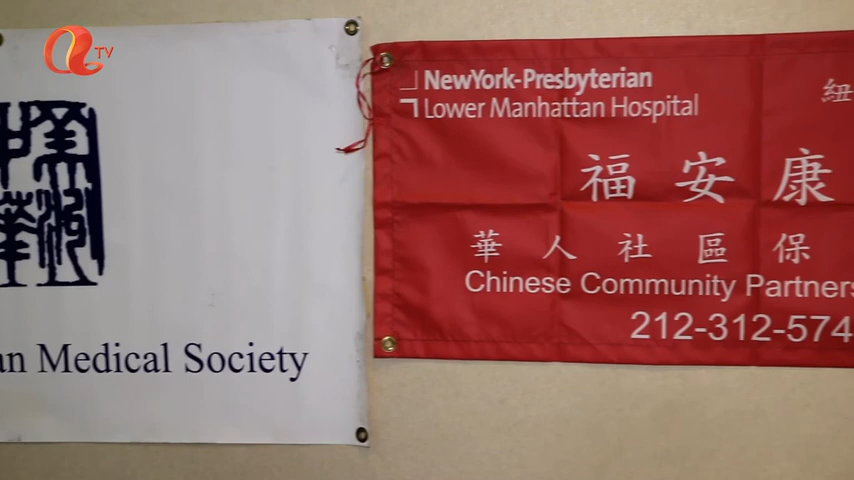 TV
an Medical Society
NewYork-Presbyterian
Lower Manhattan Hospital
紐
福安康
華人社區保
Chinese Community Partners
212-312-574